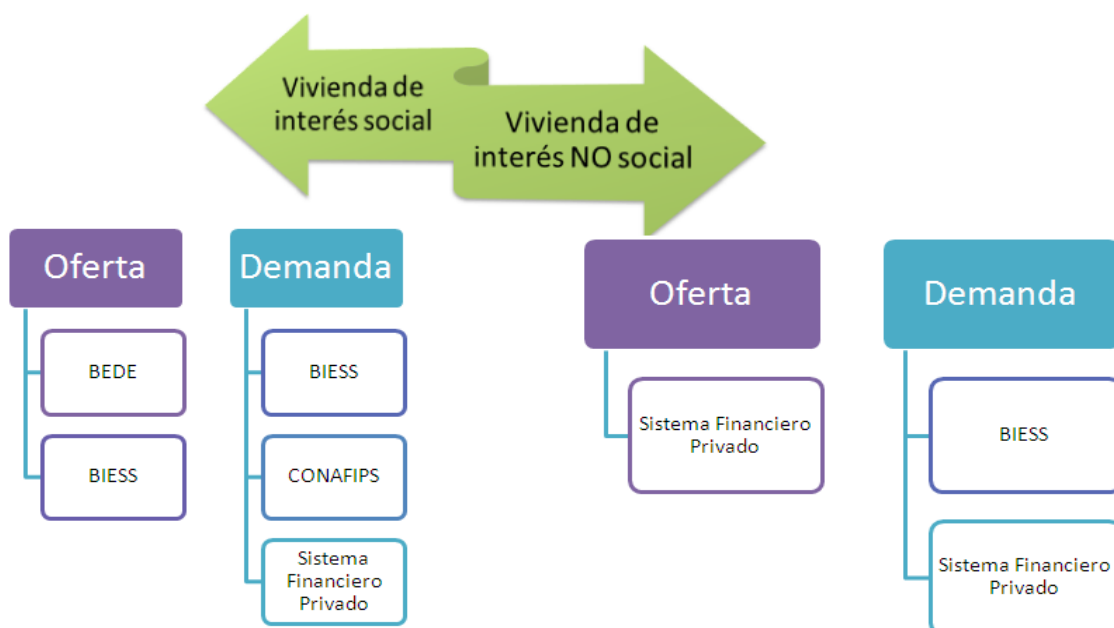 Vivienda de
interés social
Vivienda de
interés NO social
Oferta
BEDE
BIESS
Demanda
BIESS
CONAFIPS
Sistema
Financiero
Privado
Oferta
Sistema Financiero
Privado
Demanda
BIESS
Sistema Financiero
Privado